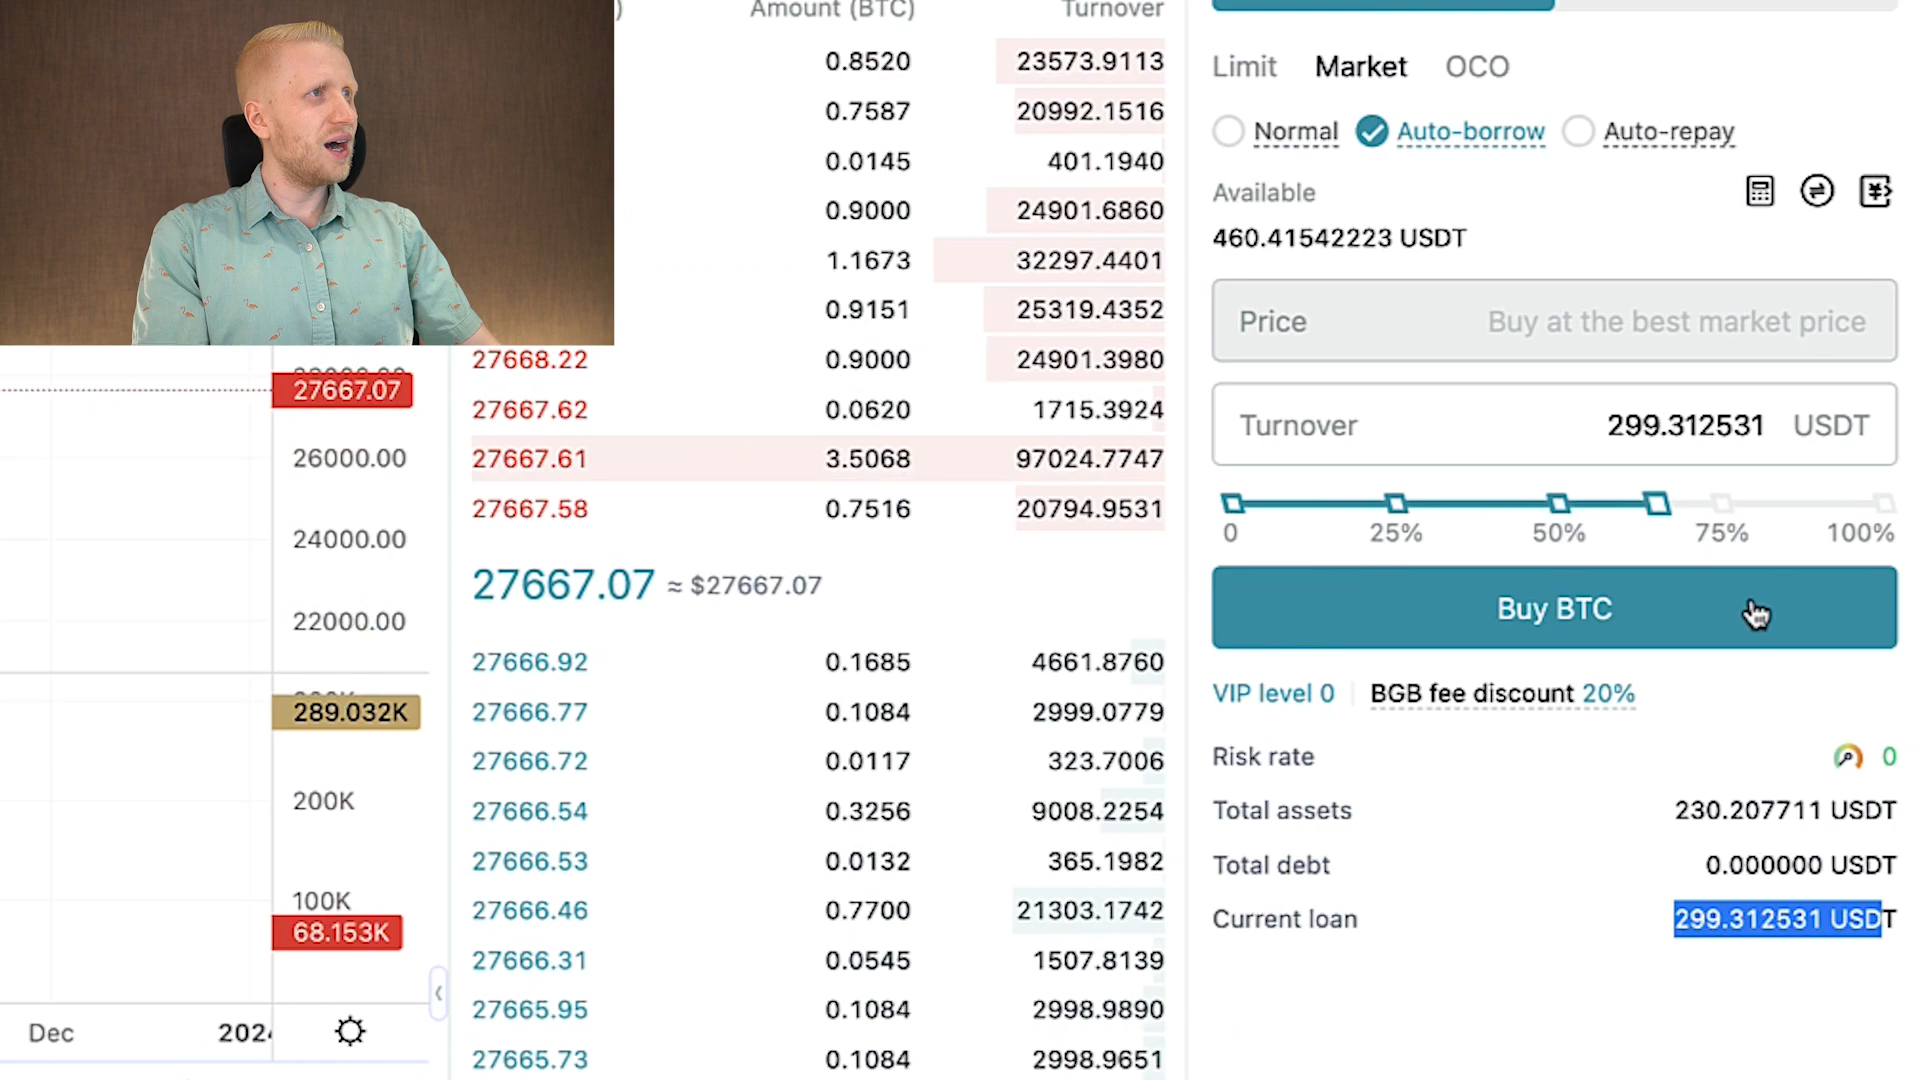 ) Amount (BTC) Turnover
0.8520 23573.9113
0.7587 20992.1516
0.0145 401.1940
0.9000 24901.6860
1.1673 32297.4401
0.9151 25319.4352
27668.22 0.9000 24901.3980
27667.62 0.0620 1715.3924
27667.61 3.5068 97024.7747
27667.58 0.7516 20794.9531
27667.07 ≈ $27667.07
27666.92 0.1685 4661.8760
27666.77 0.1084 2999.0779
27666.72 0.0117 323.7006
27666.54 0.3256 9008.2254
27666.53 0.0132 365.1982
27666.46 0.7700 21303.1742
27666.31 0.0545 1507.8139
27665.95 0.1084 2998.9890
27665.73 0.1084 2998.9651
27667.07
26000.00
24000.00
22000.00
289.032K
200K
100K
68.153K
Dec 2024
Limit Market OCO
Normal Auto-borrow Auto-repay
Available
460.41542223 USDT
Price Buy at the best market price
Turnover 299.312531 USDT
0 25% 50% 75% 100%
Buy BTC
VIP level 0 BGB fee discount 20%
Risk rate 0
Total assets 230.207711 USDT
Total debt 0.000000 USDT
Current loan 299.312531 USDT